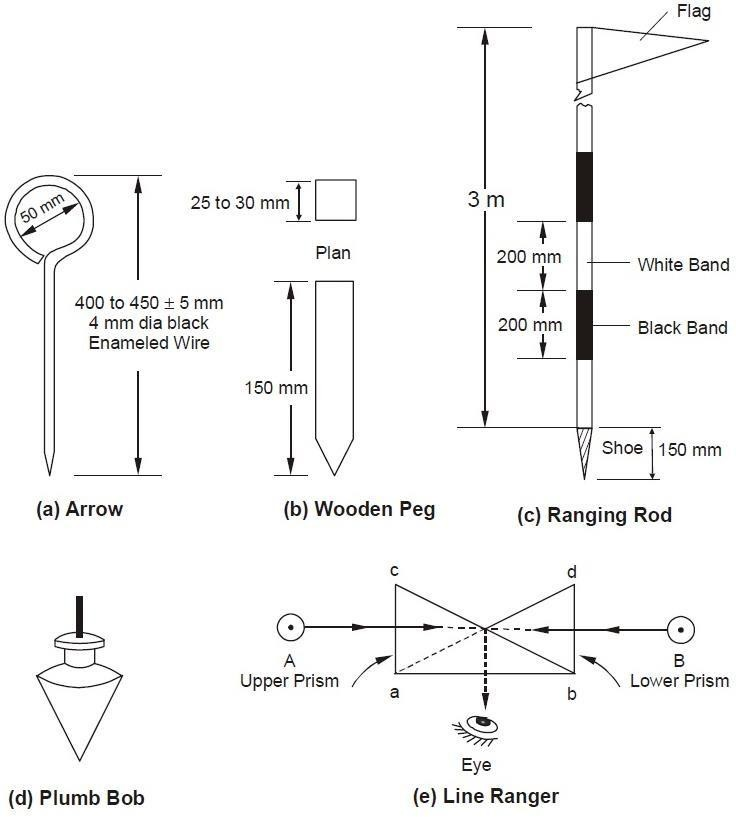 50 mm
400 to 450 ± 5 mm
4 mm dia black
Enameled Wire
(a) Arrow
25 to 30 mm
Plan
150 mm
(b) Wooden Peg
Flag
3 m
200 mm
White Band
200 mm
Black Band
Shoe
150 mm
(c) Ranging Rod
(d) Plumb Bob
c
d
A
B
Upper Prism
Lower Prism
a
b
Eye
(e) Line Ranger